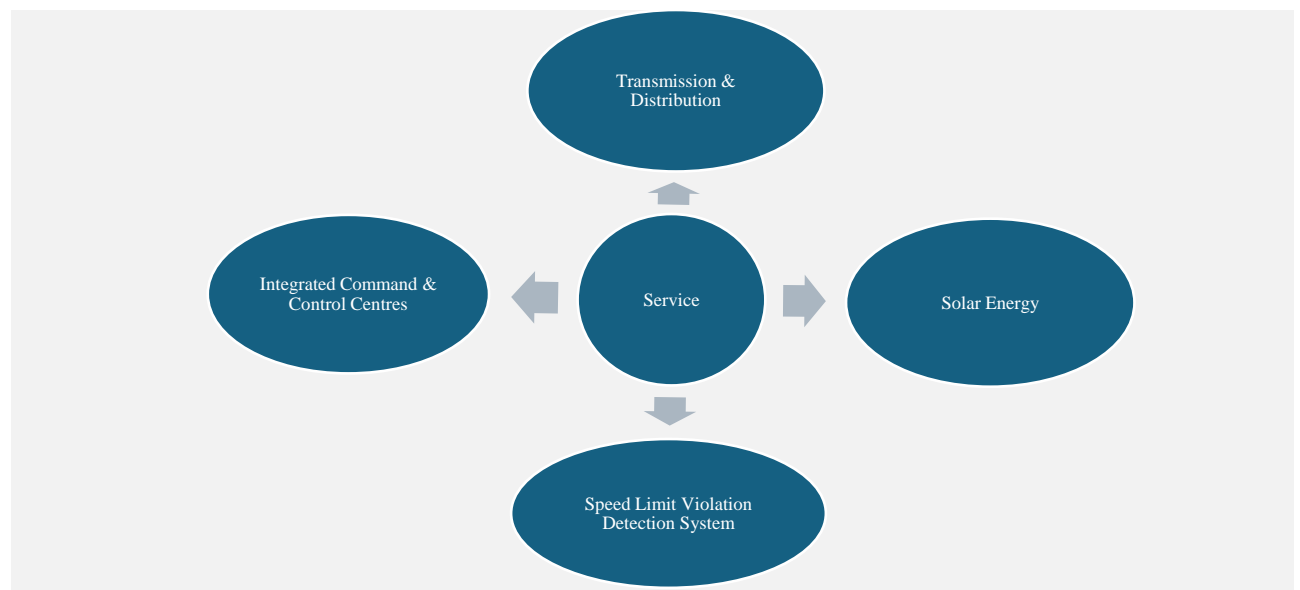 Transmission &
Distribution
Integrated Command &
Control Centres
Service
Solar Energy
Speed Limit Violation
Detection System